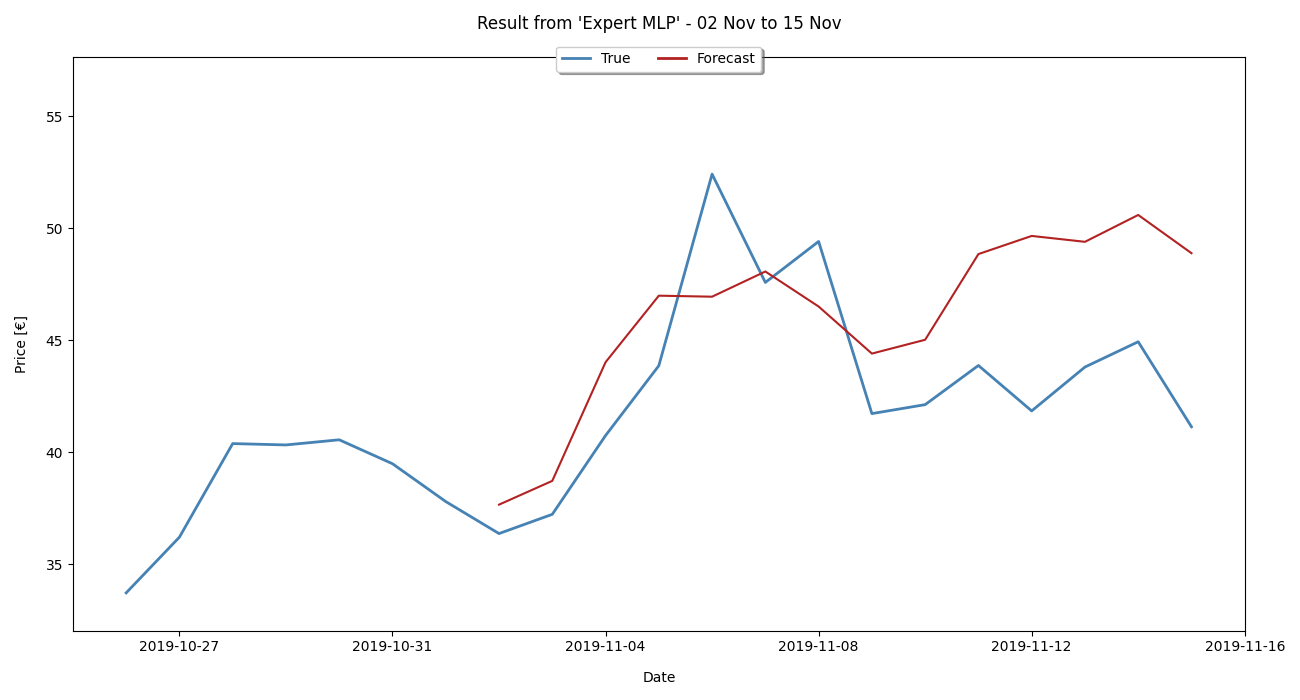 Result from 'Expert MLP' - 02 Nov to 15 Nov
True Forecast
55
50
45
40
35
Price [€]
2019-10-27 2019-10-31 2019-11-04 2019-11-08 2019-11-12 2019-11-16
Date